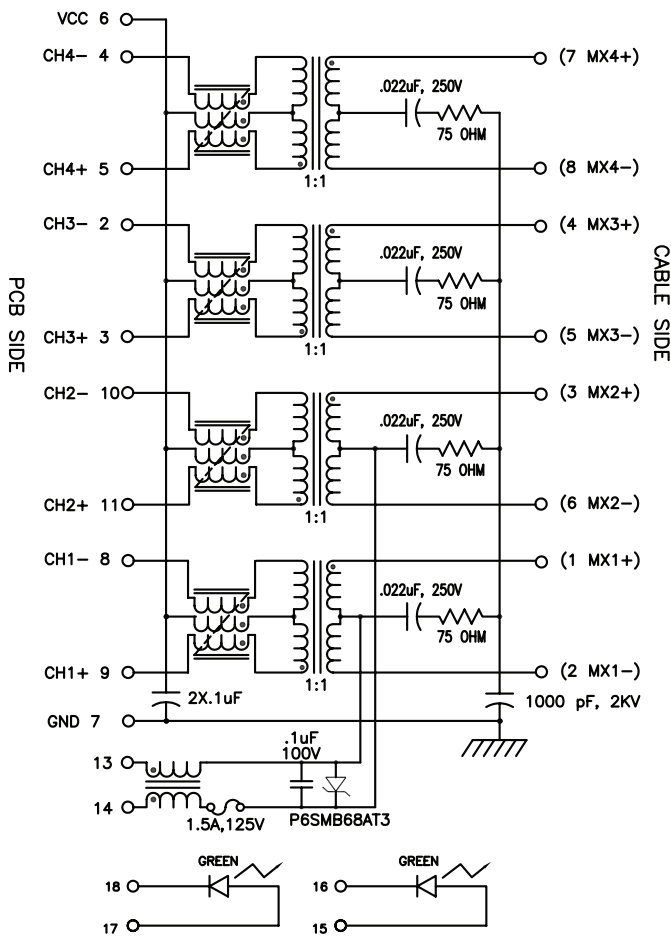 VCC 6
CH4- 4
(7 MX4+)
.022uF, 250V
75 OHM
CH4+ 5
1:1
(8 MX4-)
CH3- 2
(4 MX3+)
.022uF, 250V
75 OHM
CH3+ 3
1:1
(5 MX3-)
PCB SIDE
CABLE SIDE
CH2- 10
(3 MX2+)
.022uF, 250V
75 OHM
CH2+ 11
1:1
(6 MX2-)
CH1- 8
(1 MX1+)
.022uF, 250V
75 OHM
CH1+ 9
1:1
(2 MX1-)
2X.1uF
1000 pF, 2KV
GND 7
13
.1uF
100V
14
1.5A,125V
P6SMB68AT3
GREEN
18
17
GREEN
16
15